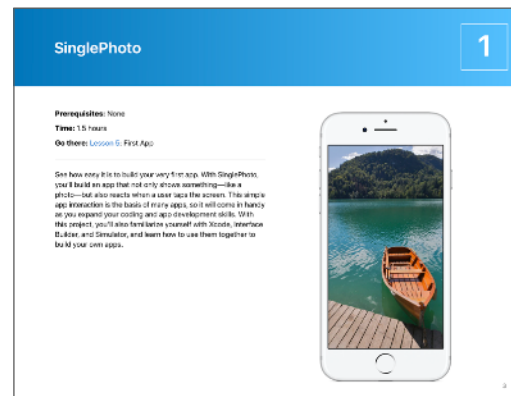 SinglePhoto
1
Prerequisites: None
Time: 1.5 hours
Go there: Lesson 5: First App
See how easy it is to build your very first app. With SinglePhoto,
you'll build an app that not only shows something—like a
photo—but also reacts when a user taps the screen. This simple
app interaction is the basis of many apps, so it will come in handy
as you expand your coding and app development skills. With
this project, you'll also familiarize yourself with Xcode, Interface
Builder, and Simulator, and learn how to use them together to
build your own apps.
3